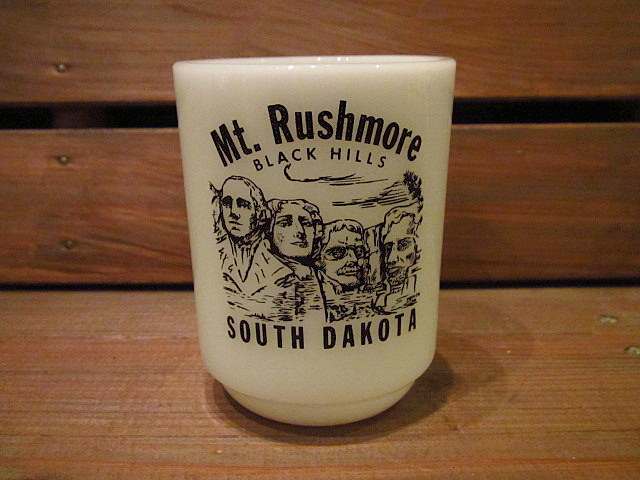 Mt. Rushmore
BLACK HILLS
SOUTH DAKOTA